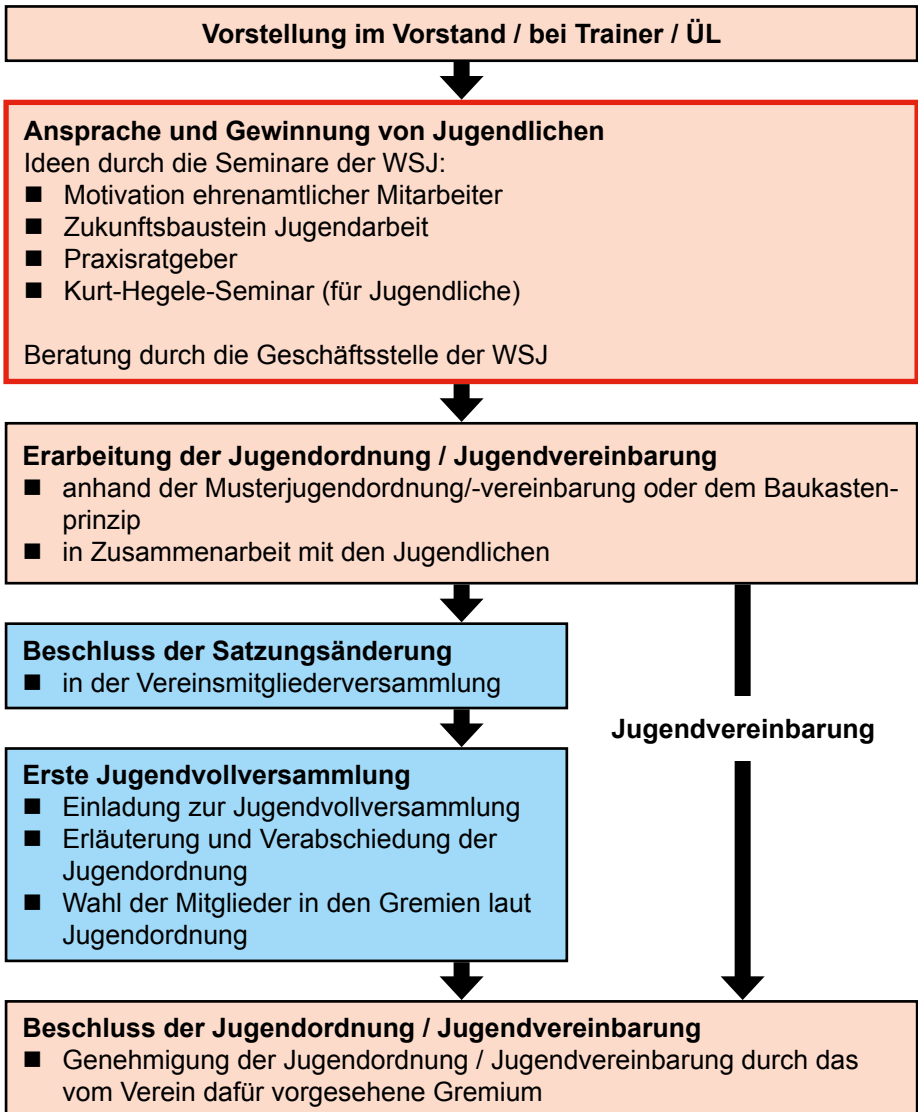 Vorstellung im Vorstand / bei Trainer / ÜL
Ansprache und Gewinnung von Jugendlichen
Ideen durch die Seminare der WSJ:
■ Motivation ehrenamtlicher Mitarbeiter
■ Zukunftsbaustein Jugendarbeit
■ Praxisratgeber
■ Kurt-Hegele-Seminar (für Jugendliche)
Beratung durch die Geschäftsstelle der WSJ
Erarbeitung der Jugendordnung / Jugendvereinbarung
■ anhand der Musterjugendordnung/-vereinbarung oder dem Baukasten-
prinzip
■ in Zusammenarbeit mit den Jugendlichen
Beschluss der Satzungsänderung
■ in der Vereinsmitgliederversammlung
Jugendvereinbarung
Erste Jugendvollversammlung
■ Einladung zur Jugendvollversammlung
■ Erläuterung und Verabschiedung der
Jugendordnung
■ Wahl der Mitglieder in den Gremien laut
Jugendordnung
Beschluss der Jugendordnung / Jugendvereinbarung
■ Genehmigung der Jugendordnung / Jugendvereinbarung durch das
vom Verein dafür vorgesehene Gremium